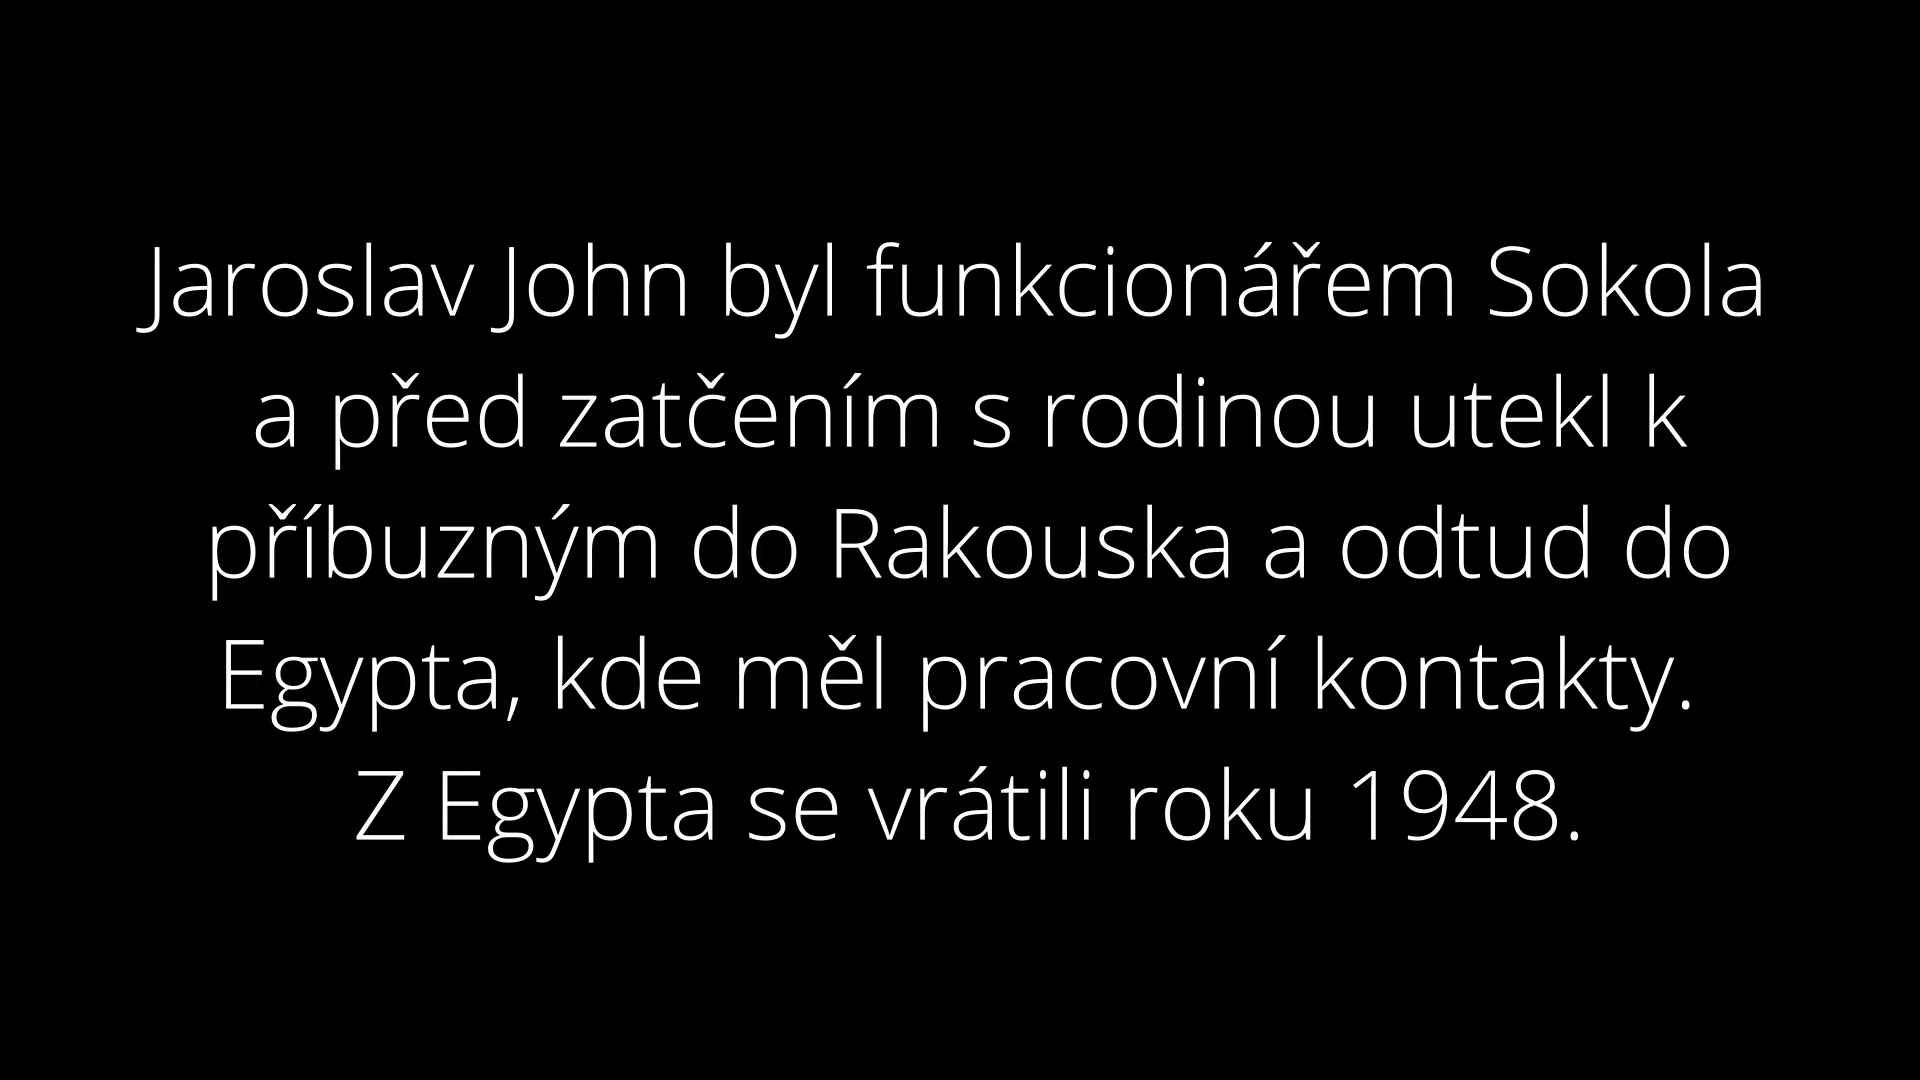 Jaroslav John byl funkcionářem Sokola
a před zatčením s rodinou utekl k
příbuzným do Rakouska a odtud do
Egypta, kde měl pracovní kontakty.
Z Egypta se vrátili roku 1948.